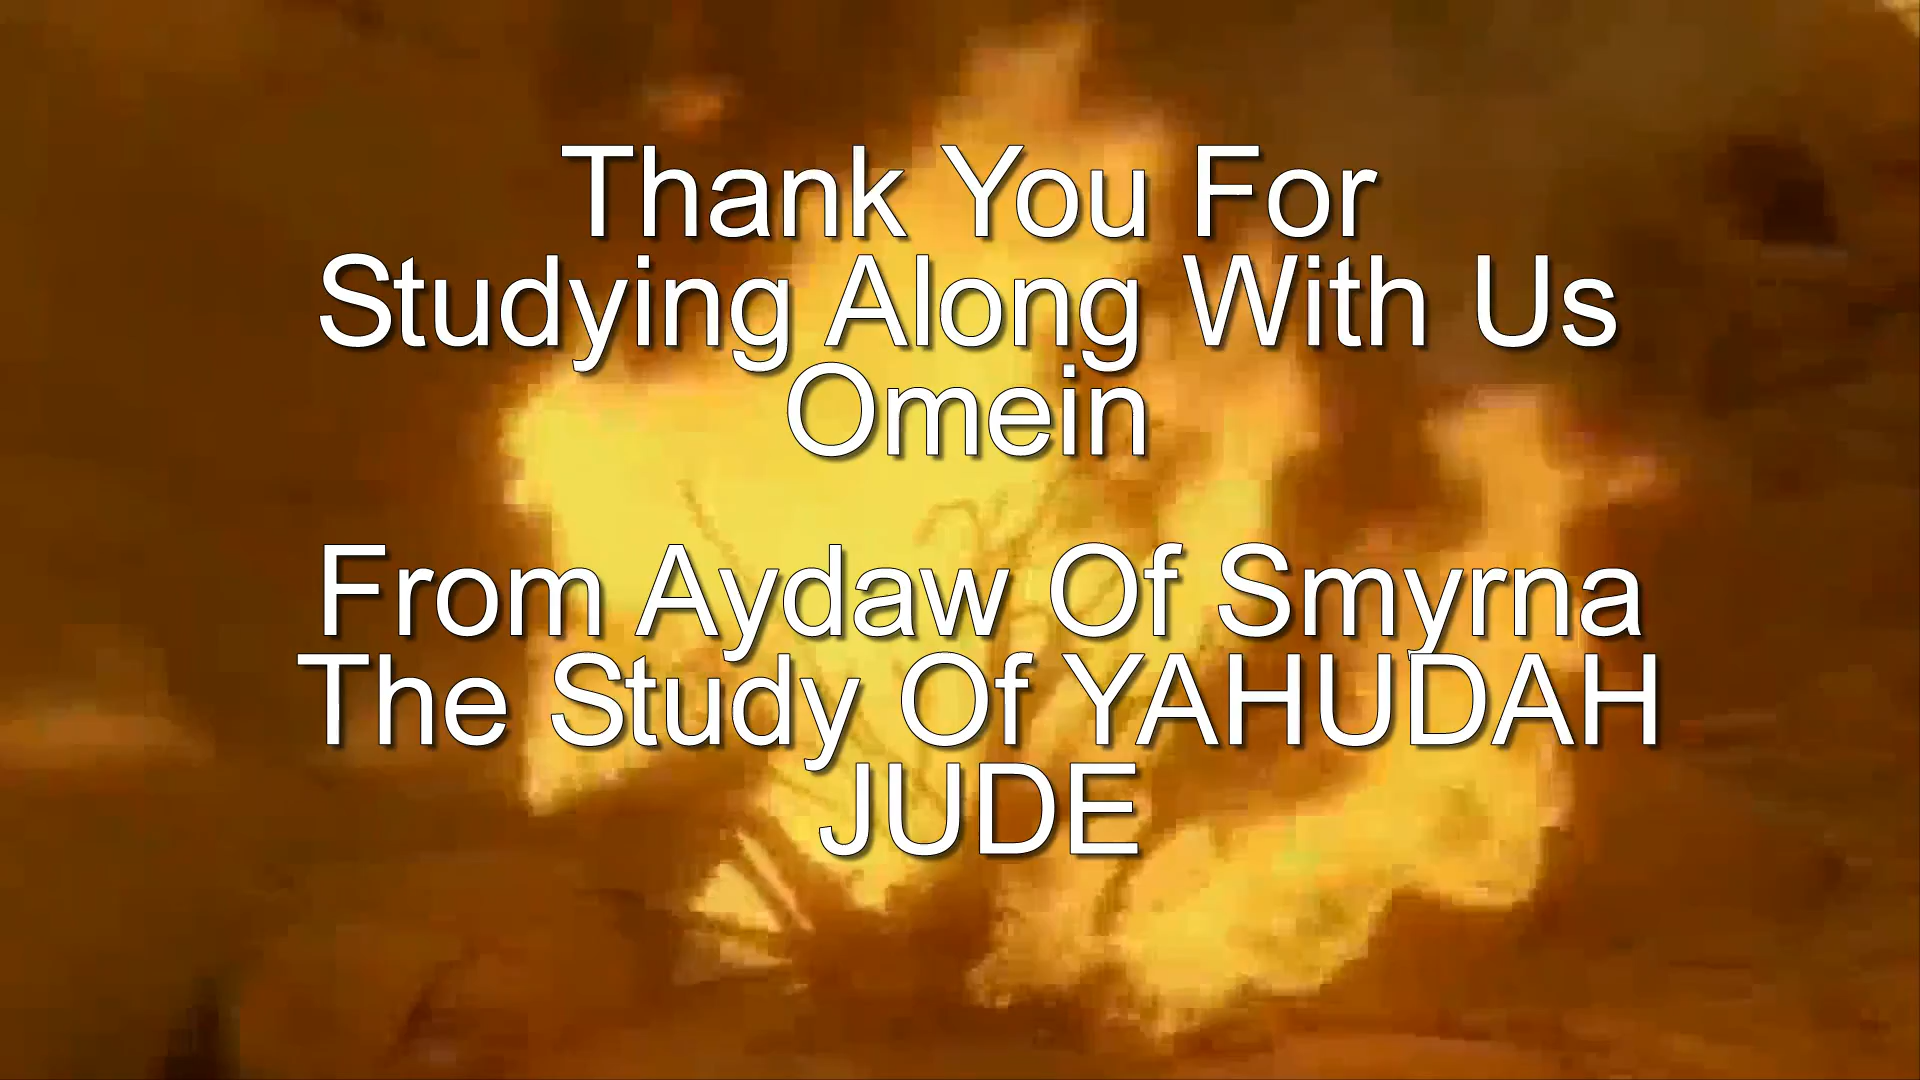 Thank You For
Studying Along With Us
Omein
From Aydaw Of Smyrna
The Study Of YAHUDAH
JUDE